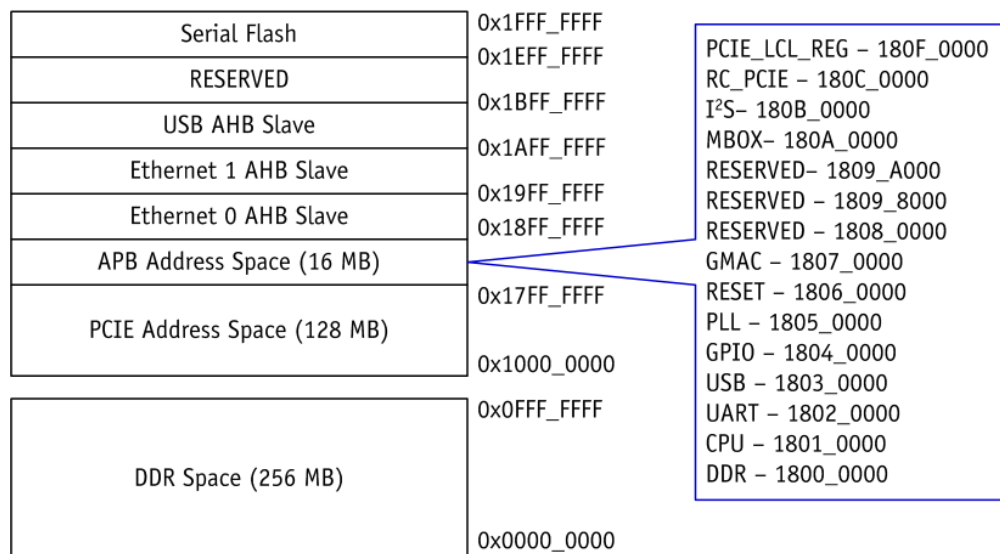 Serial Flash
RESERVED
USB AHB Slave
Ethernet 1 AHB Slave
Ethernet 0 AHB Slave
APB Address Space (16 MB)
PCIE Address Space (128 MB)
DDR Space (256 MB)
0x1FFF_FFFF
0x1EFF_FFFF
0x1BFF_FFFF
0x1AFF_FFFF
0x19FF_FFFF
0x18FF_FFFF
0x17FF_FFFF
0x1000_0000
0x0FFF_FFFF
0x0000_0000
PCIE_LCL_REG – 180F_0000
RC_PCIE – 180C_0000
I²S– 180B_0000
MBOX– 180A_0000
RESERVED– 1809_A000
RESERVED – 1809_8000
RESERVED – 1808_0000
GMAC – 1807_0000
RESET – 1806_0000
PLL – 1805_0000
GPIO – 1804_0000
USB – 1803_0000
UART – 1802_0000
CPU – 1801_0000
DDR – 1800_0000